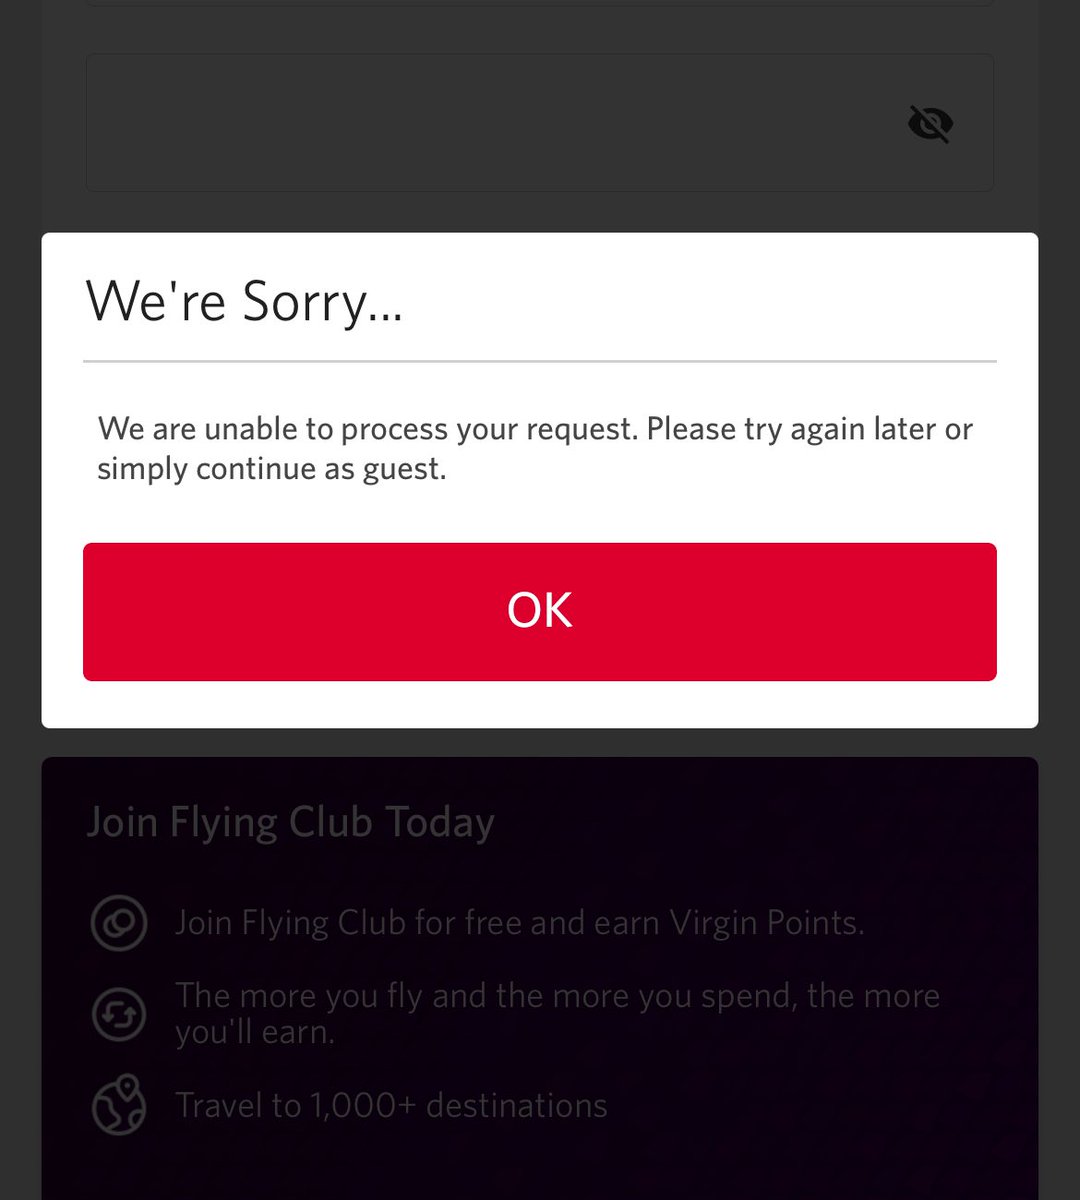 We're Sorry...
We are unable to process your request. Please try again later or
simply continue as guest.
OK
Join Flying Club Today
Join Flying Club for free and earn Virgin Points.
The more you fly and the more you spend, the more
you'll earn.
Travel to 1,000+ destinations